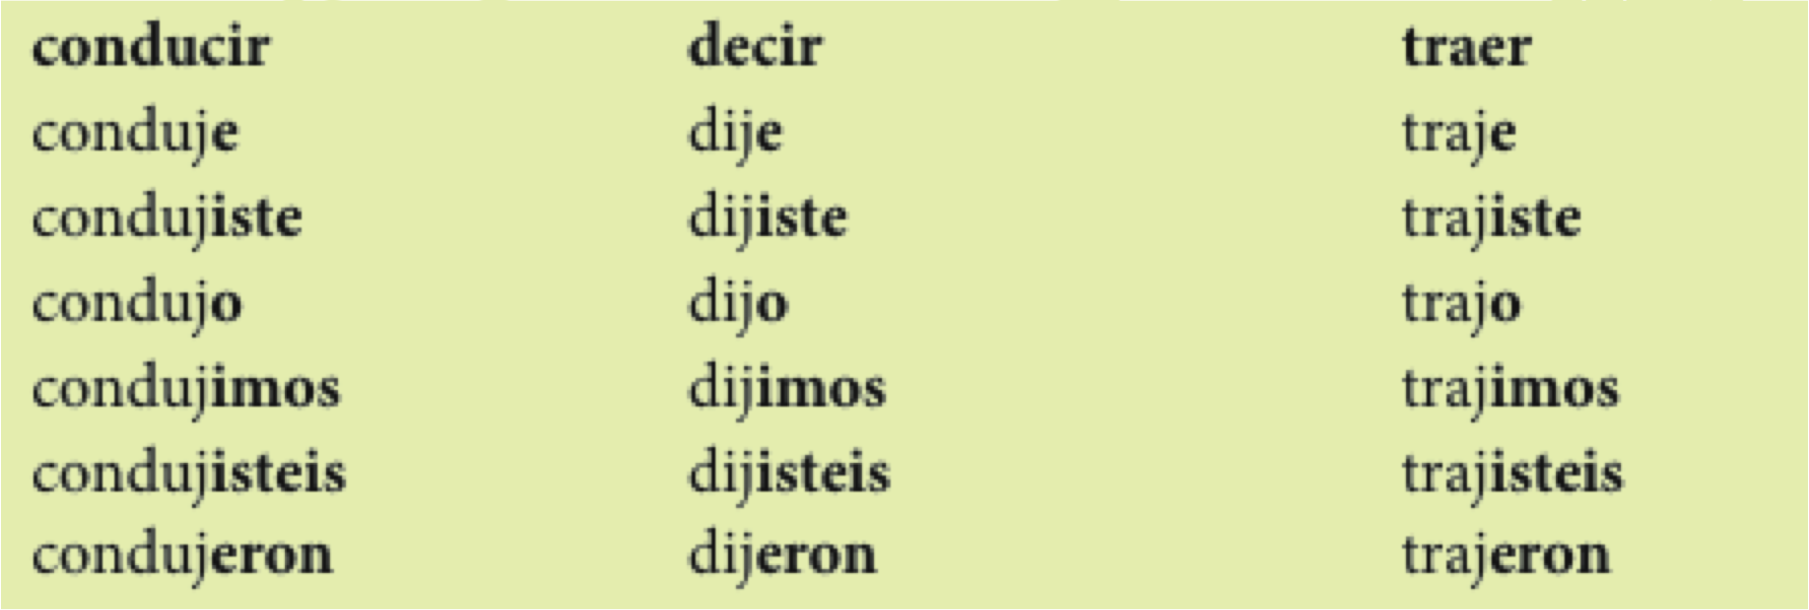 conducir decir traer
conduje dije traje
condujiste dijiste trajiste
condujo dijo trajo
condujimos dijimos trajimos
condujisteis dijisteis trajisteis
condujeron dijeron trajeron